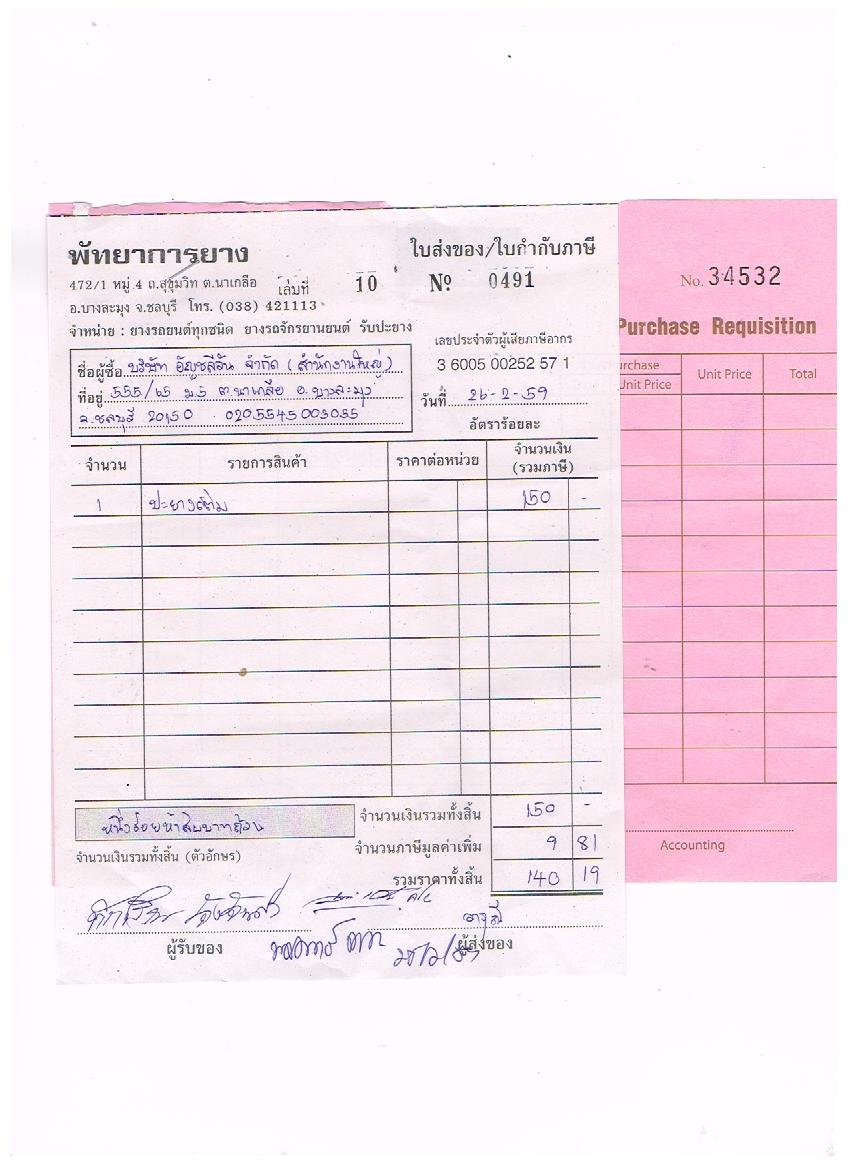 พัทยาการยาง
ใบส่งของ/ใบกำกับภาษี
472/1 หมู่.4 ถ.สุขุมวิท ต.นาเกลือ เล่มที่ 10 Nº 0491
อ.บางละมุง จ.ชลบุรี โทร. (038) 421113
จำหน่าย : ยางรถยนต์ทุกชนิด ยางรถจักรยานยนต์ รับปะยาง
เลขประจำตัวผู้เสียภาษีอากร
3 6005 00252 57 1
ชื่อผู้ซื้อ บริษัท อัญชลีวัน จำกัด (สำนักงานใหญ่)
ที่อยู่ 555/65 ม.5 ต.นาเกลือ อ.บางละมุง
จ.ชลบุรี 20150 0205545003035
วันที่ 26-2-59
อัตราร้อยละ
จำนวน รายการสินค้า ราคาต่อหน่วย จำนวนเงิน (รวมภาษี)
1 ปะยางสตีม 150 -
หนึ่งร้อยห้าสิบบาทถ้วน
จำนวนเงินรวมทั้งสิ้น 150 -
จำนวนภาษีมูลค่าเพิ่ม 9 81
จำนวนเงินรวมทั้งสิ้น (ตัวอักษร)
รวมราคาทั้งสิ้น 140 19
ผู้รับของ
ผู้ส่งของ
No. 34532
Purchase Requisition
urchase
Unit Price Unit Price Total
Accounting